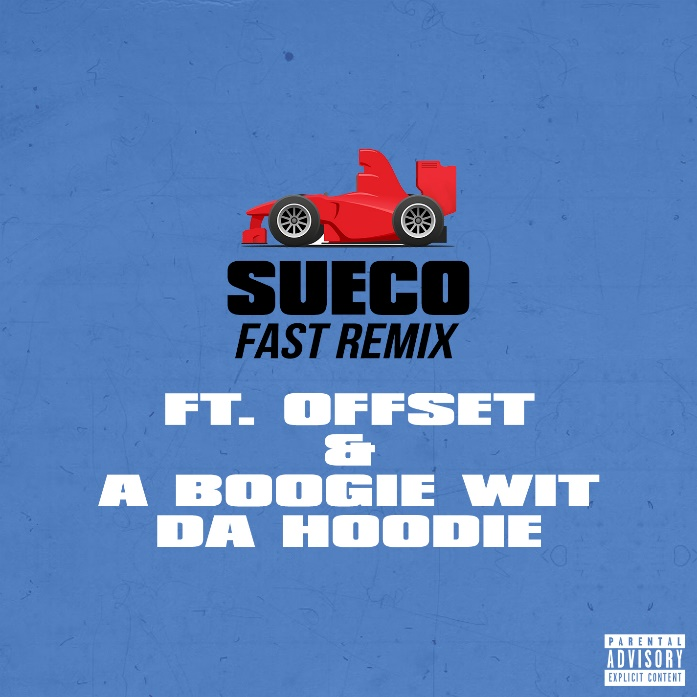 SUECO
FAST REMIX
FT. OFFSET
&
A BOOGIE WIT
DA HOODIE
PARENTAL
ADVISORY
EXPLICIT CONTENT